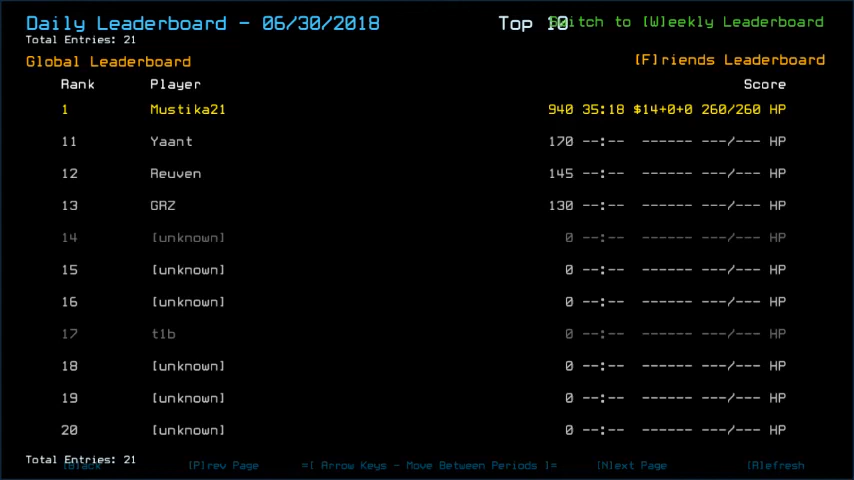 Daily Leaderboard - 06/30/2018 Top 10 Switch to [W]eekly Leaderboard
Total Entries: 21
Global Leaderboard [F]riends Leaderboard
Rank Player Score
1 Mustika21 940 35:18 $14+0+0 260/260 HP
11 Yaant 170 --:-- ------ ---/--- HP
12 Reuven 145 --:-- ------ ---/--- HP
13 GRZ 130 --:-- ------ ---/--- HP
14 [unknown] 0 --:-- ------ ---/--- HP
15 [unknown] 0 --:-- ------ ---/--- HP
16 [unknown] 0 --:-- ------ ---/--- HP
17 t1b 0 --:-- ------ ---/--- HP
18 [unknown] 0 --:-- ------ ---/--- HP
19 [unknown] 0 --:-- ------ ---/--- HP
20 [unknown] 0 --:-- ------ ---/--- HP
Total Entries: 21
[B]ack [P]rev Page =[ Arrow Keys - Move Between Periods ]= [N]ext Page [R]efresh